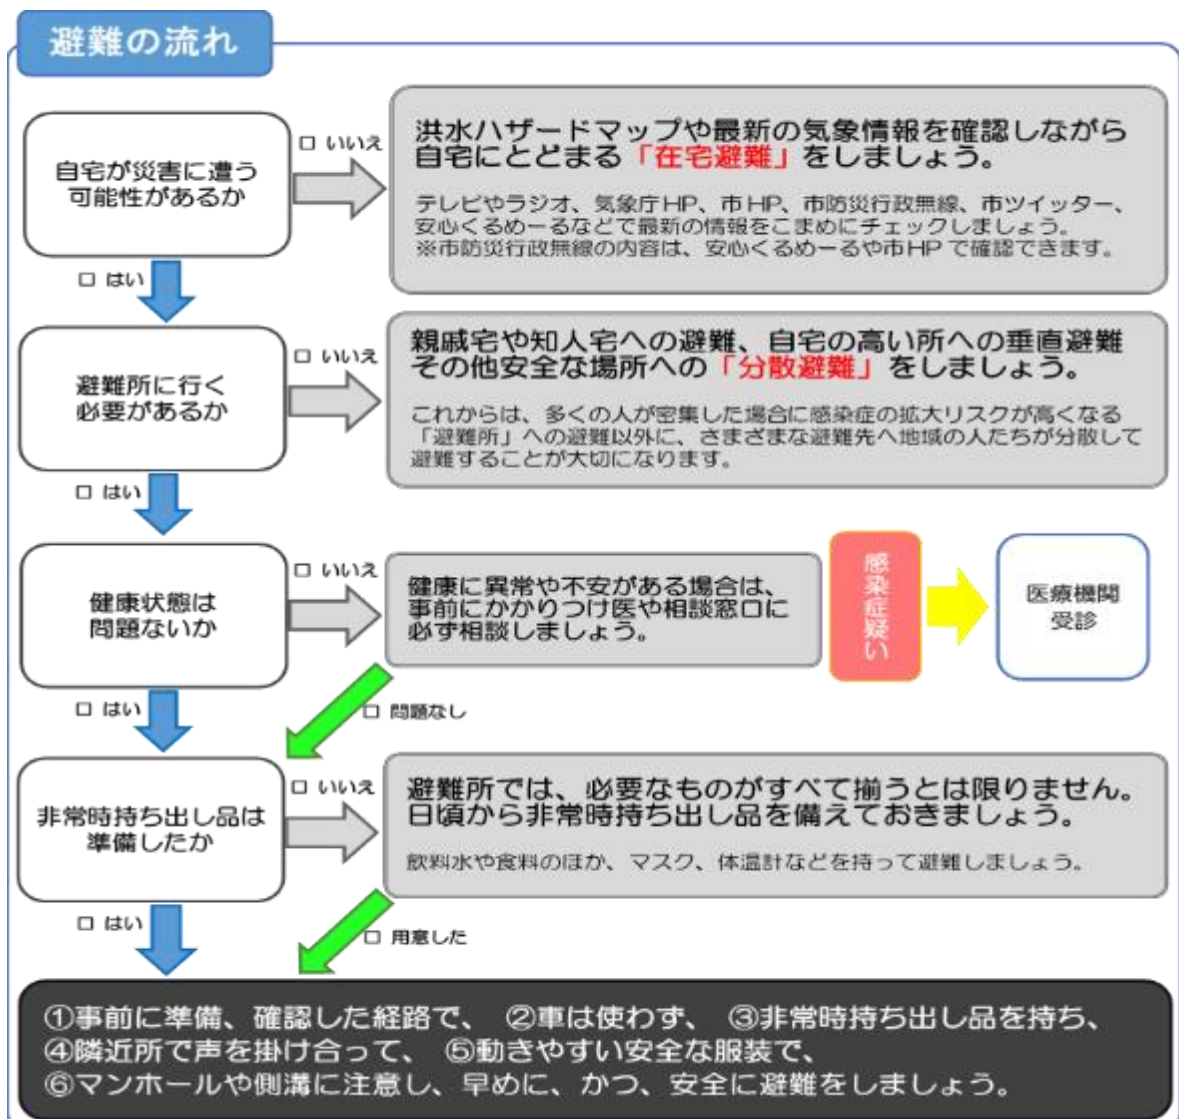 避難の流れ
自宅が災害に遭う
可能性があるか
□ いいえ
洪水ハザードマップや最新の気象情報を確認しながら
自宅にとどまる「在宅避難」をしましょう。
テレビやラジオ、気象庁HP、市HP、市防災行政無線、市ツイッター、
安心くるめーるなどで最新の情報をこまめにチェックしましょう。
※市防災行政無線の内容は、安心くるめーるや市HPで確認できます。
□ はい
避難所に行く
必要があるか
□ いいえ
親戚宅や知人宅への避難、自宅の高い所への垂直避難
その他安全な場所への「分散避難」をしましょう。
これからは、多くの人が密集した場合に感染症の拡大リスクが高くなる
「避難所」への避難以外に、さまざまな避難先へ地域の人たちが分散して
避難することが大切になります。
□ はい
健康状態は
問題ないか
□ いいえ
健康に異常や不安がある場合は、
事前にかかりつけ医や相談窓口に
必ず相談しましょう。
感染症疑い
医療機関
受診
□ はい
□ 問題なし
非常時持ち出し品は
準備したか
□ いいえ
避難所では、必要なものがすべて揃うとは限りません。
日頃から非常時持ち出し品を備えておきましょう。
飲料水や食料のほか、マスク、体温計などを持って避難しましょう。
□ はい
□ 用意した
①事前に準備、確認した経路で、 ②車は使わず、 ③非常時持ち出し品を持ち、
④隣近所で声を掛け合って、 ⑤動きやすい安全な服装で、
⑥マンホールや側溝に注意し、早めに、かつ、安全に避難をしましょう。